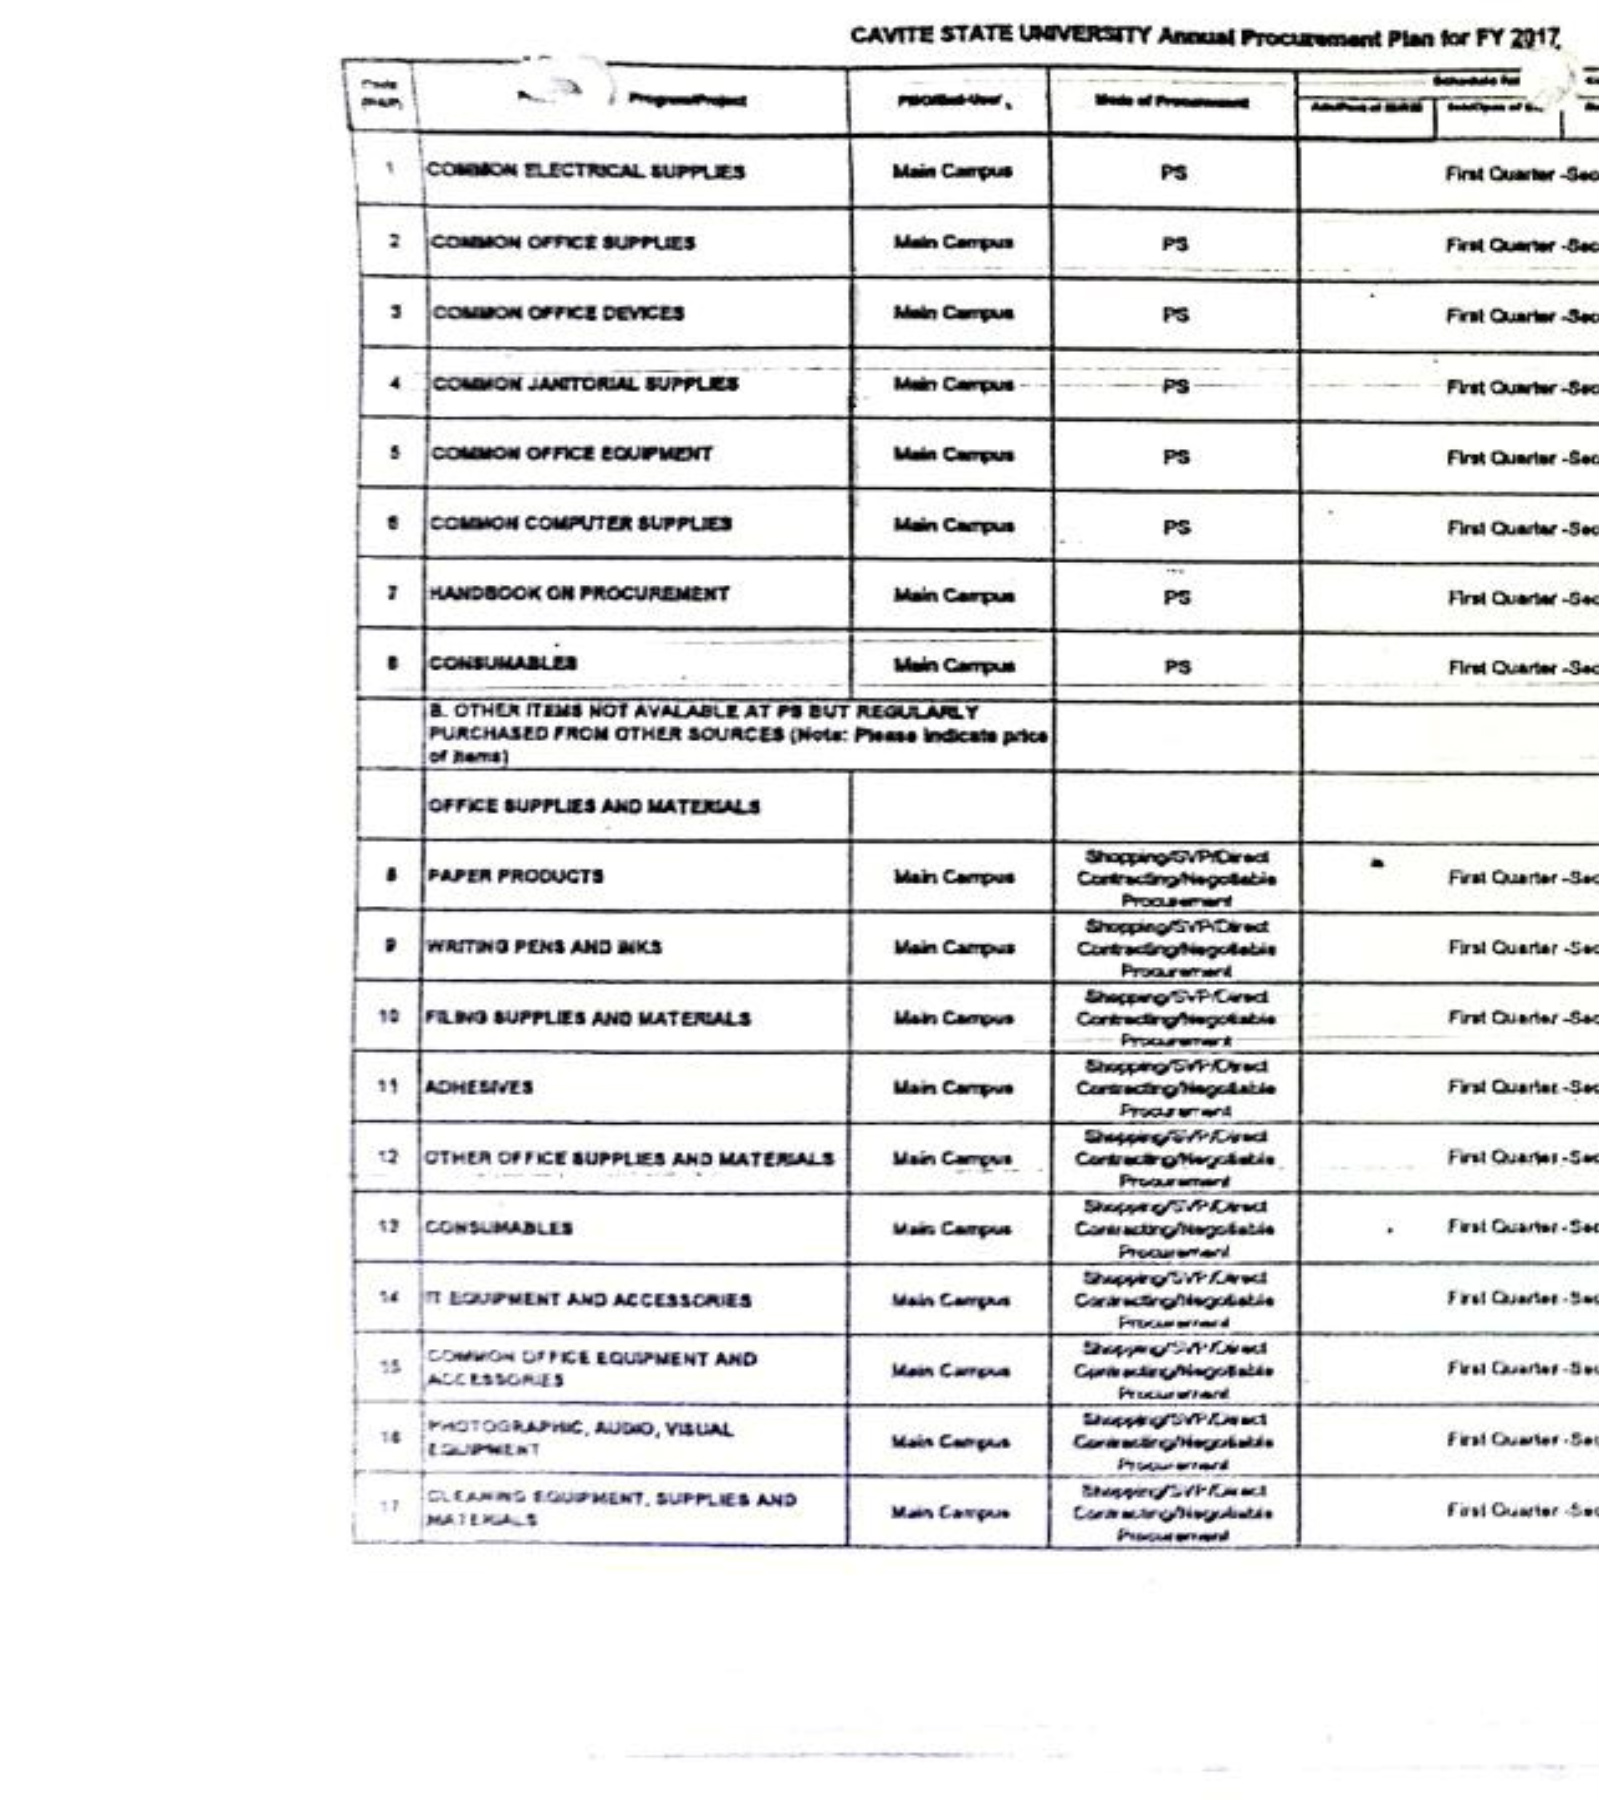 CAVITE STATE UNIVERSITY Annual Procurement Plan for FY 2017
Code Program/Project PMO/End-User Mode of Procurement Schedule for
(PAP) Ads/Post of IB/REI Sub/Open of
1 COMMON ELECTRICAL SUPPLIES Main Campus PS First Quarter -Sec
2 COMMON OFFICE SUPPLIES Main Campus PS First Quarter -Sec
3 COMMON OFFICE DEVICES Main Campus PS First Quarter -Sec
4 COMMON JANITORIAL SUPPLIES Main Campus PS First Quarter -Sec
5 COMMON OFFICE EQUIPMENT Main Campus PS First Quarter -Sec
6 COMMON COMPUTER SUPPLIES Main Campus PS First Quarter -Sec
7 HANDBOOK ON PROCUREMENT Main Campus PS First Quarter -Sec
8 CONSUMABLES Main Campus PS First Quarter -Sec
B. OTHER ITEMS NOT AVALABLE AT PS BUT REGULARLY
PURCHASED FROM OTHER SOURCES (Note: Please indicate price
of items)
OFFICE SUPPLIES AND MATERIALS
8 PAPER PRODUCTS Main Campus Shopping/SVP/Direct First Quarter -Sec
Contracting/Negotiable
Procurement
9 WRITING PENS AND INKS Main Campus Shopping/SVP/Direct First Quarter -Sec
Contracting/Negotiable
Procurement
10 FILING SUPPLIES AND MATERIALS Main Campus Shopping/SVP/Direct First Quarter -Sec
Contracting/Negotiable
Procurement
11 ADHESIVES Main Campus Shopping/SVP/Direct First Quarter -Sec
Contracting/Negotiable
Procurement
12 OTHER OFFICE SUPPLIES AND MATERIALS Main Campus Shopping/SVP/Direct First Quarter -Sec
Contracting/Negotiable
Procurement
13 CONSUMABLES Main Campus Shopping/SVP/Direct First Quarter -Sec
Contracting/Negotiable
Procurement
14 IT EQUIPMENT AND ACCESSORIES Main Campus Shopping/SVP/Direct First Quarter -Sec
Contracting/Negotiable
Procurement
15 COMMON OFFICE EQUIPMENT AND Main Campus Shopping/SVP/Direct First Quarter -Sec
ACCESSORIES Contracting/Negotiable
Procurement
16 PHOTOGRAPHIC, AUDIO, VISUAL Main Campus Shopping/SVP/Direct First Quarter -Sec
EQUIPMENT Contracting/Negotiable
Procurement
17 CLEANING EQUIPMENT, SUPPLIES AND Main Campus Shopping/SVP/Direct First Quarter -Sec
MATERIALS Contracting/Negotiable
Procurement